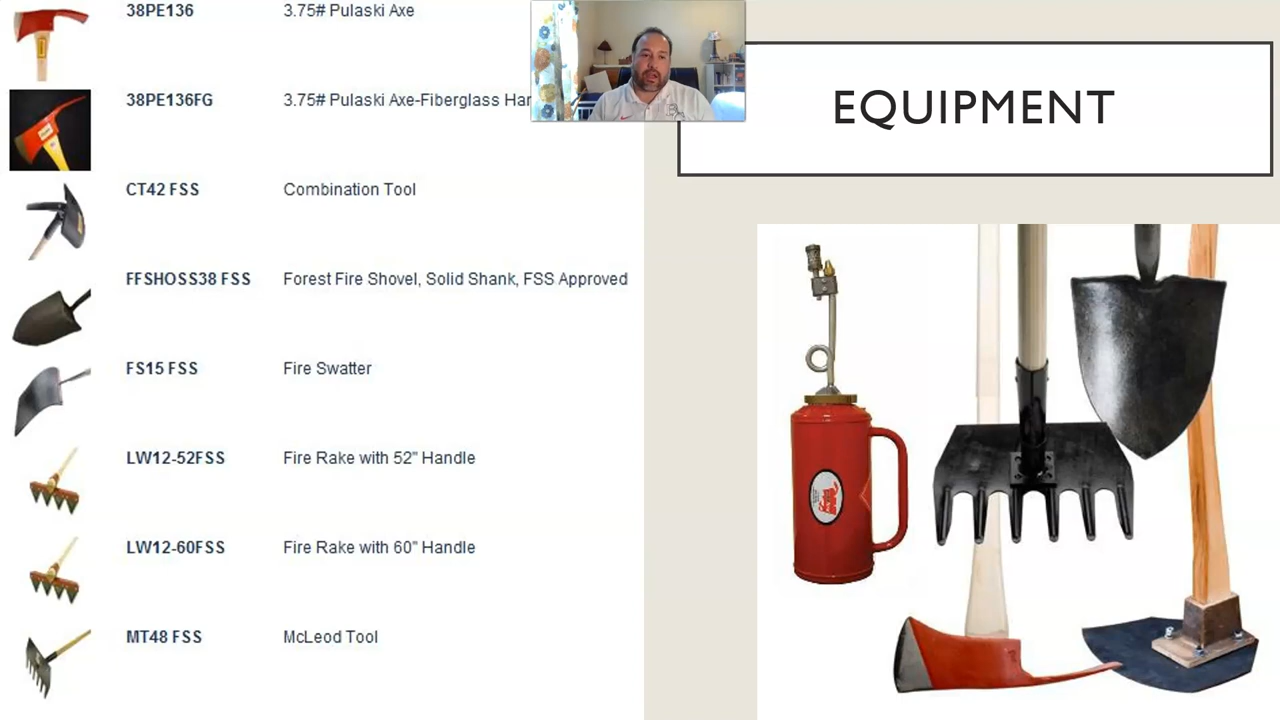 38PE136 3.75# Pulaski Axe
38PE136FG 3.75# Pulaski Axe-Fiberglass Har
CT42 FSS Combination Tool
FFSHOSS38 FSS Forest Fire Shovel, Solid Shank, FSS Approved
FS15 FSS Fire Swatter
LW12-52FSS Fire Rake with 52" Handle
LW12-60FSS Fire Rake with 60" Handle
MT48 FSS McLeod Tool
EQUIPMENT